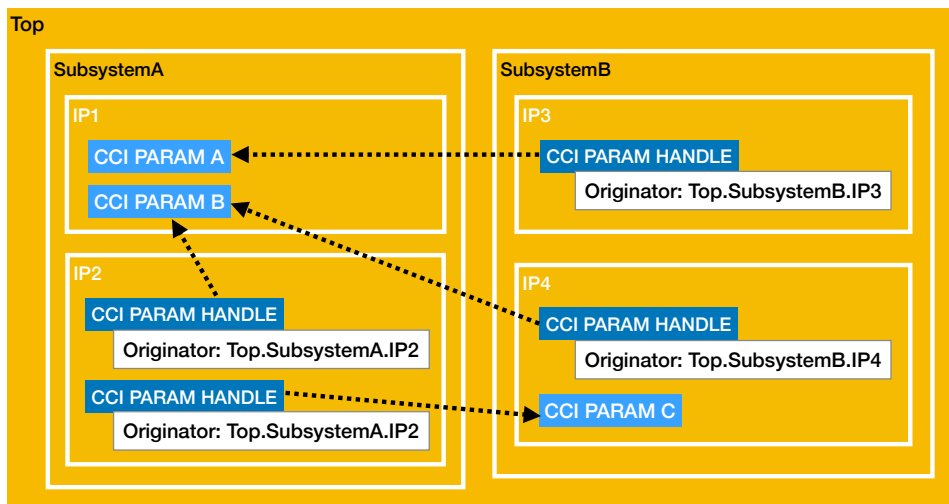 Top
SubsystemA
IP1
CCI PARAM A
CCI PARAM B
IP2
CCI PARAM HANDLE
Originator: Top.SubsystemA.IP2
CCI PARAM HANDLE
Originator: Top.SubsystemA.IP2
SubsystemB
IP3
CCI PARAM HANDLE
Originator: Top.SubsystemB.IP3
IP4
CCI PARAM HANDLE
Originator: Top.SubsystemB.IP4
CCI PARAM C